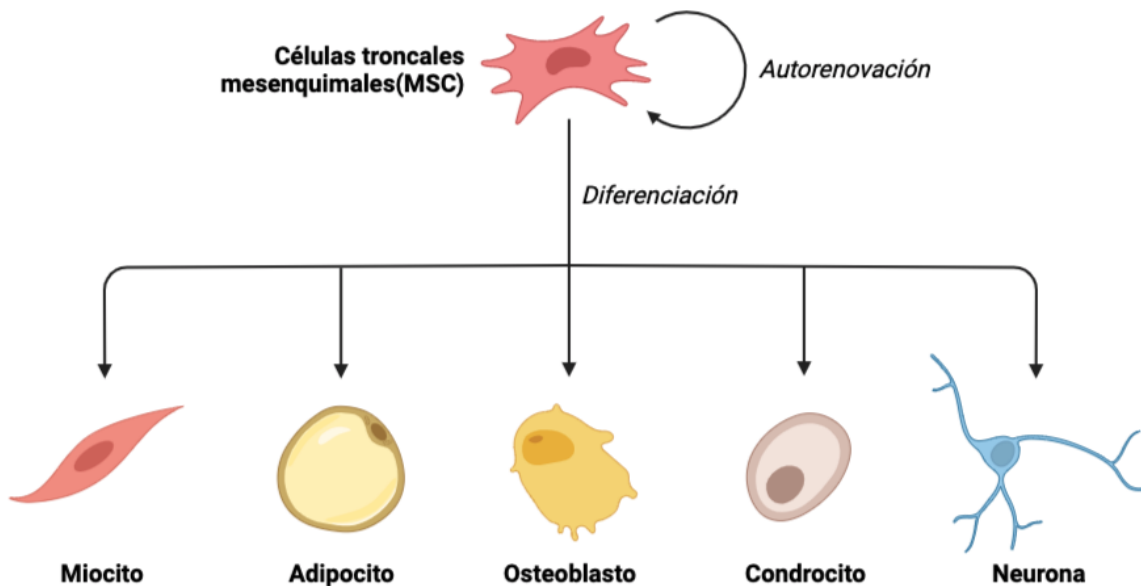 Células troncales
mesenquimales(MSC)
Autorenovación
Diferenciación
Miocito
Adipocito
Osteoblasto
Condrocito
Neurona